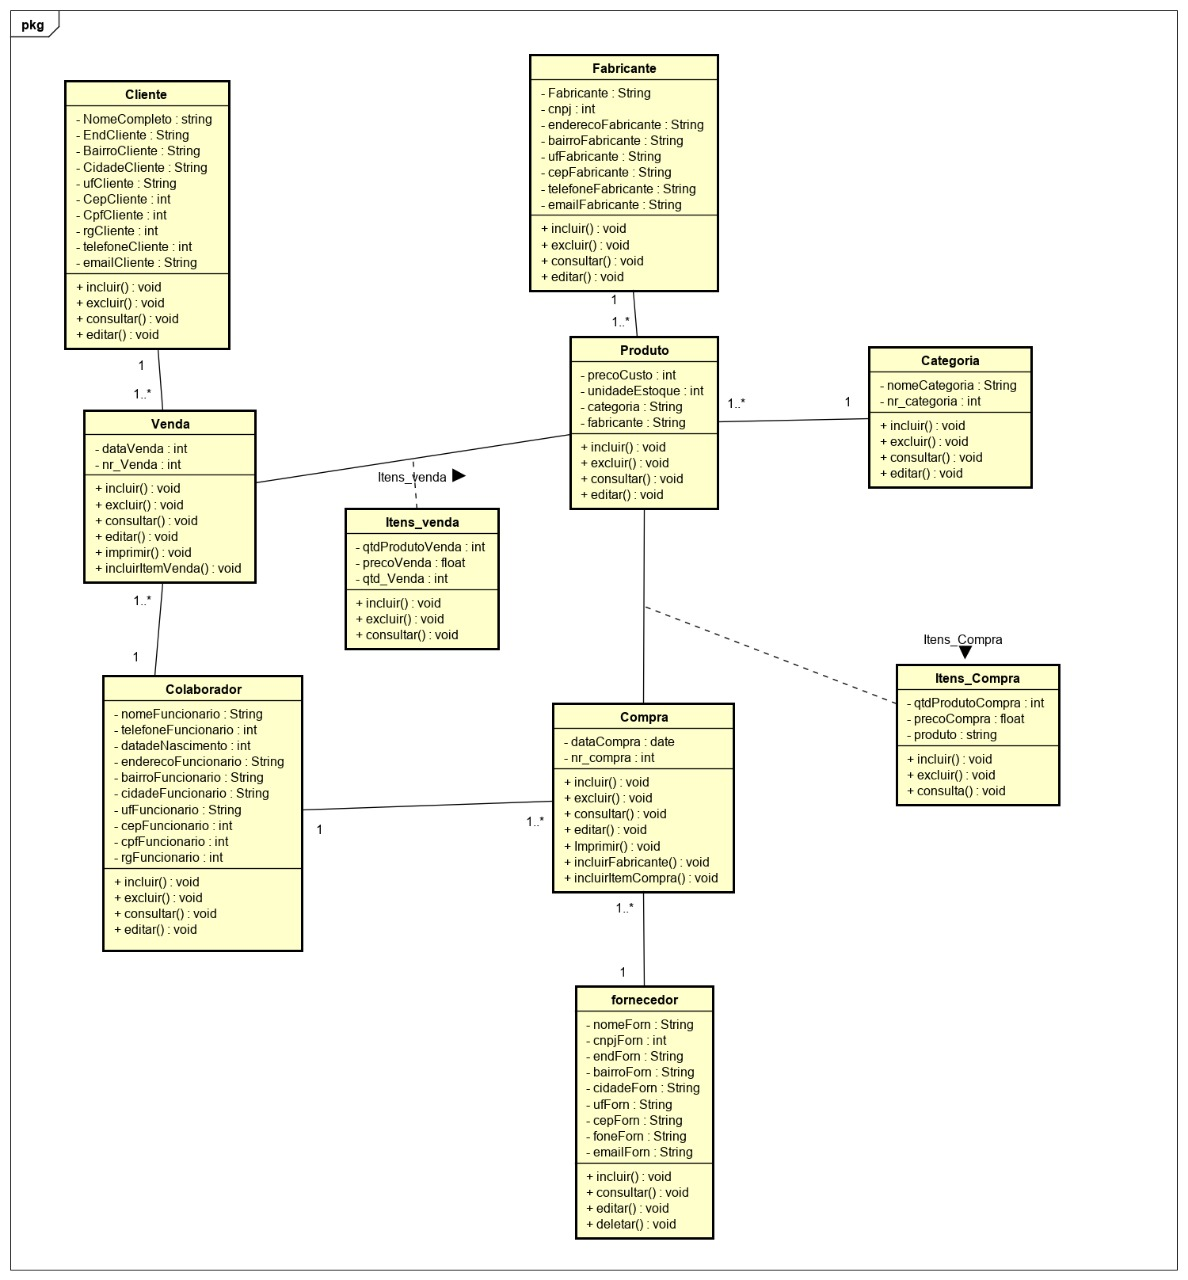 pkg
Cliente
- NomeCompleto : string
- EndCliente : String
- BairroCliente : String
- CidadeCliente : String
- ufCliente : String
- CepCliente : int
- CpfCliente : int
- rgCliente : int
- telefoneCliente : int
- emailCliente : String
+ incluir() : void
+ excluir() : void
+ consultar() : void
+ editar() : void
1
1..*
Fabricante
- Fabricante : String
- cnpj : int
- enderecoFabricante : String
- bairroFabricante : String
- ufFabricante : String
- cepFabricante : String
- telefoneFabricante : String
- emailFabricante : String
+ incluir() : void
+ excluir() : void
+ consultar() : void
+ editar() : void
1
1..*
Produto
- precoCusto : int
- unidadeEstoque : int
- categoria : String
- fabricante : String
+ incluir() : void
+ excluir() : void
+ consultar() : void
+ editar() : void
1..*
1
Categoria
- nomeCategoria : String
- nr_categoria : int
+ incluir() : void
+ excluir() : void
+ consultar() : void
+ editar() : void
Venda
- dataVenda : int
- nr_Venda : int
+ incluir() : void
+ excluir() : void
+ consultar() : void
+ editar() : void
+ imprimir() : void
+ incluirItemVenda() : void
1..*
1
Itens_venda
Itens_venda
- qtdProdutoVenda : int
- precoVenda : float
- qtd_Venda : int
+ incluir() : void
+ excluir() : void
+ consultar() : void
Itens_Compra
Itens_Compra
- qtdProdutoCompra : int
- precoCompra : float
- produto : string
+ incluir() : void
+ excluir() : void
+ consulta() : void
Colaborador
- nomeFuncionario : String
- telefoneFuncionario : int
- datadeNascimento : int
- enderecoFuncionario : String
- bairroFuncionario : String
- cidadeFuncionario : String
- ufFuncionario : String
- cepFuncionario : int
- cpfFuncionario : int
- rgFuncionario : int
+ incluir() : void
+ excluir() : void
+ consultar() : void
+ editar() : void
1
1..*
Compra
- dataCompra : date
- nr_compra : int
+ incluir() : void
+ excluir() : void
+ consultar() : void
+ editar() : void
+ Imprimir() : void
+ incluirFabricante() : void
+ incluirItemCompra() : void
1..*
1
fornecedor
- nomeForn : String
- cnpjForn : int
- endForn : String
- bairroForn : String
- cidadeForn : String
- ufForn : String
- cepForn : String
- foneForn : String
- emailForn : String
+ incluir() : void
+ consultar() : void
+ editar() : void
+ deletar() : void